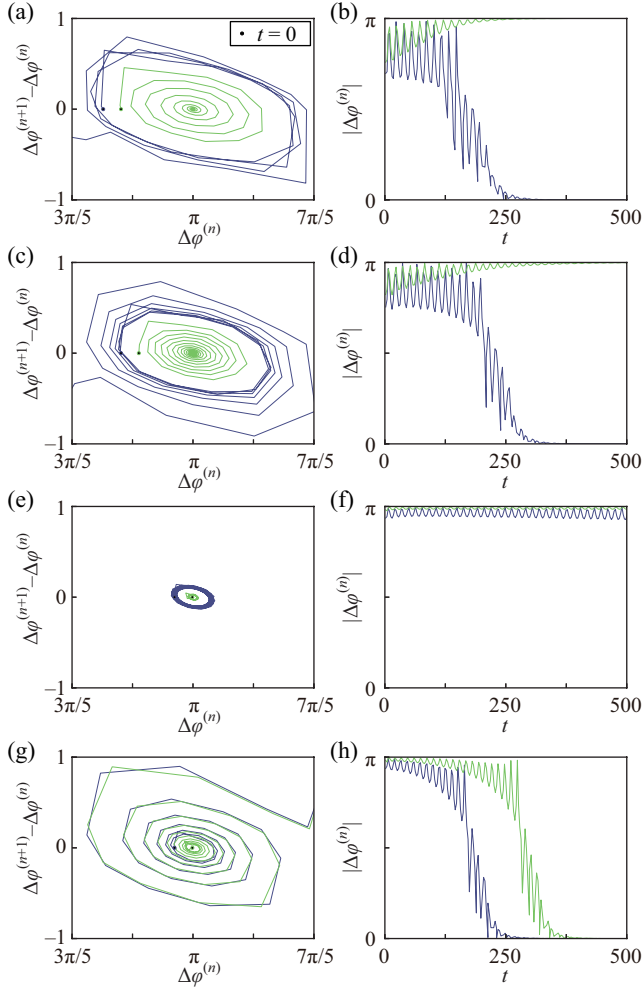 (a)
1
0
−1
Δφ⁽ⁿ⁺¹⁾−Δφ⁽ⁿ⁾
t = 0
3π/5
π
7π/5
Δφ⁽ⁿ⁾
(b)
π
0
|Δφ⁽ⁿ⁾|
0
250
500
t
(c)
1
0
−1
Δφ⁽ⁿ⁺¹⁾−Δφ⁽ⁿ⁾
3π/5
π
7π/5
Δφ⁽ⁿ⁾
(d)
π
0
|Δφ⁽ⁿ⁾|
0
250
500
t
(e)
1
0
−1
Δφ⁽ⁿ⁺¹⁾−Δφ⁽ⁿ⁾
3π/5
π
7π/5
Δφ⁽ⁿ⁾
(f)
π
0
|Δφ⁽ⁿ⁾|
0
250
500
t
(g)
1
0
−1
Δφ⁽ⁿ⁺¹⁾−Δφ⁽ⁿ⁾
3π/5
π
7π/5
Δφ⁽ⁿ⁾
(h)
π
0
|Δφ⁽ⁿ⁾|
0
250
500
t